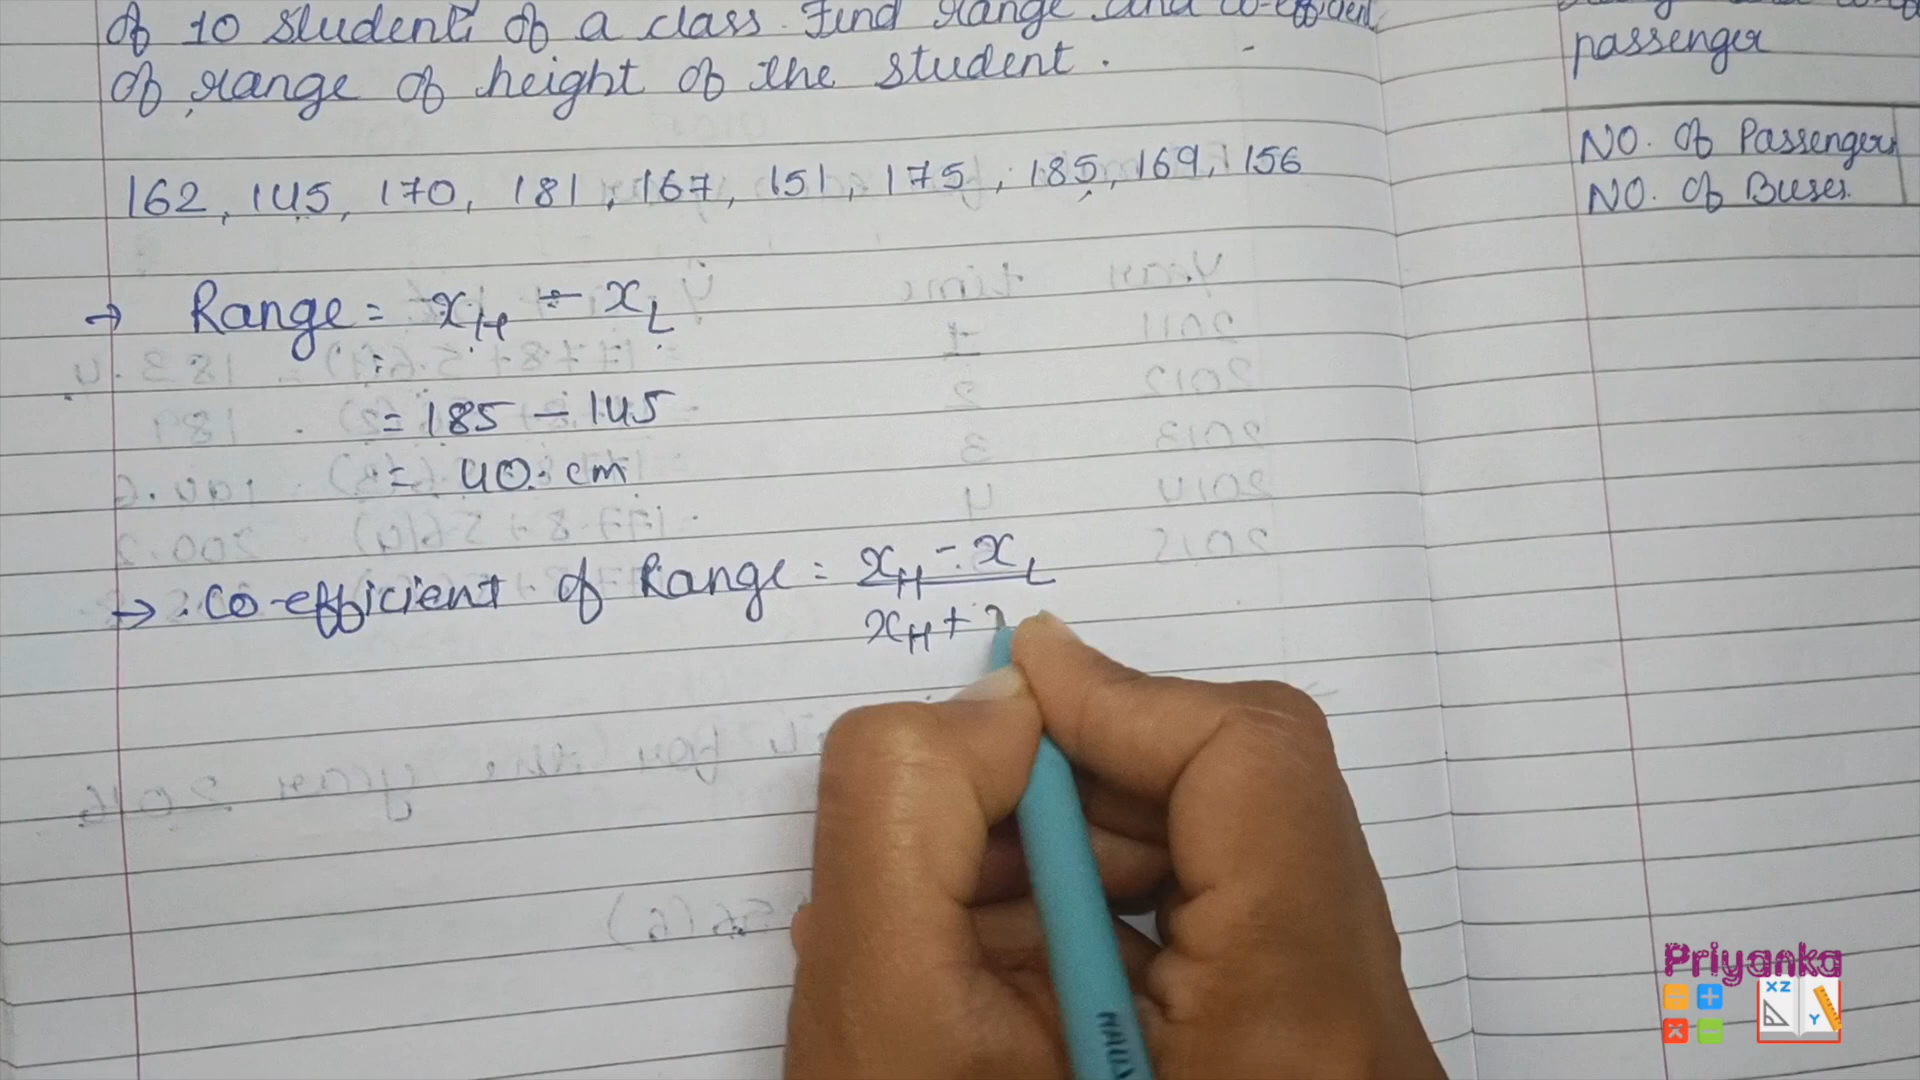 of 10 student of a class. Find range and co-efficient
of range of height of the student.
162, 145, 170, 181, 167, 151, 175, 185, 169, 156
→ Range = xH - xL
= 185 - 145
= 40. cm
→ co-efficient of Range = xH - xL
xH +
passenger
NO. of Passengers
NO. of Buses
Priyanka
XZ
Y